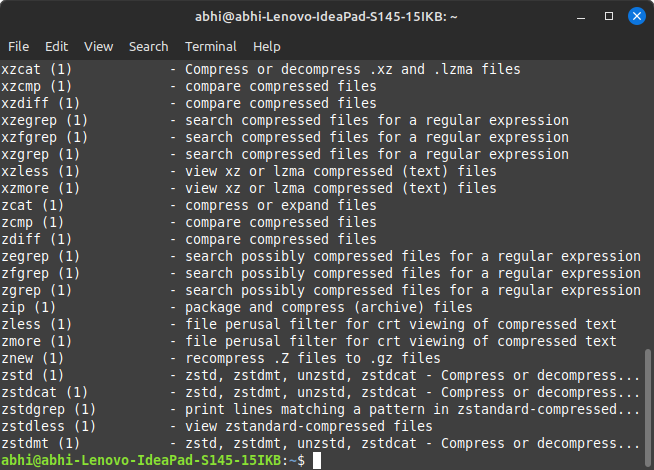 abhi@abhi-Lenovo-IdeaPad-S145-15IKB: ~
File Edit View Search Terminal Help
xzcat (1) - Compress or decompress .xz and .lzma files
xzcmp (1) - compare compressed files
xzdiff (1) - compare compressed files
xzegrep (1) - search compressed files for a regular expression
xzfgrep (1) - search compressed files for a regular expression
xzgrep (1) - search compressed files for a regular expression
xzless (1) - view xz or lzma compressed (text) files
xzmore (1) - view xz or lzma compressed (text) files
zcat (1) - compress or expand files
zcmp (1) - compare compressed files
zdiff (1) - compare compressed files
zegrep (1) - search possibly compressed files for a regular expression
zfgrep (1) - search possibly compressed files for a regular expression
zgrep (1) - search possibly compressed files for a regular expression
zip (1) - package and compress (archive) files
zless (1) - file perusal filter for crt viewing of compressed text
zmore (1) - file perusal filter for crt viewing of compressed text
znew (1) - recompress .Z files to .gz files
zstd (1) - zstd, zstdmt, unzstd, zstdcat - Compress or decompress...
zstdcat (1) - zstd, zstdmt, unzstd, zstdcat - Compress or decompress...
zstdgrep (1) - print lines matching a pattern in zstandard-compressed...
zstdless (1) - view zstandard-compressed files
zstdmt (1) - zstd, zstdmt, unzstd, zstdcat - Compress or decompress...
abhi@abhi-Lenovo-IdeaPad-S145-15IKB:~$